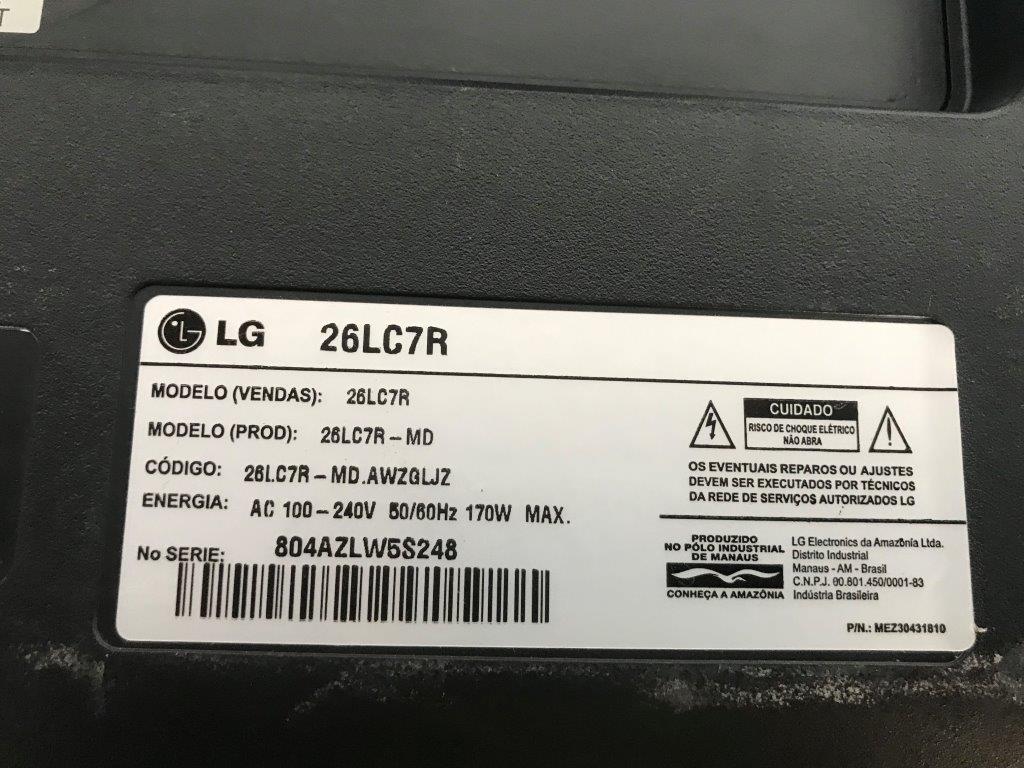 T
LG 26LC7R
MODELO (VENDAS): 26LC7R
MODELO (PROD): 26LC7R-MD
CÓDIGO: 26LC7R-MD.AWZGLJZ
ENERGIA: AC 100-240V 50/60Hz 170W MAX.
No SERIE: 804AZLW5S248
CUIDADO
RISCO DE CHOQUE ELÉTRICO
NÃO ABRA
OS EVENTUAIS REPAROS OU AJUSTES
DEVEM SER EXECUTADOS POR TÉCNICOS
DA REDE DE SERVIÇOS AUTORIZADOS LG
PRODUZIDO
NO PÓLO INDUSTRIAL
DE MANAUS
CONHEÇA A AMAZÔNIA
LG Electronics da Amazônia Ltda.
Distrito Industrial
Manaus - AM - Brasil
C.N.P.J. 00.801.450/0001-83
Indústria Brasileira
P/N.: MEZ30431810